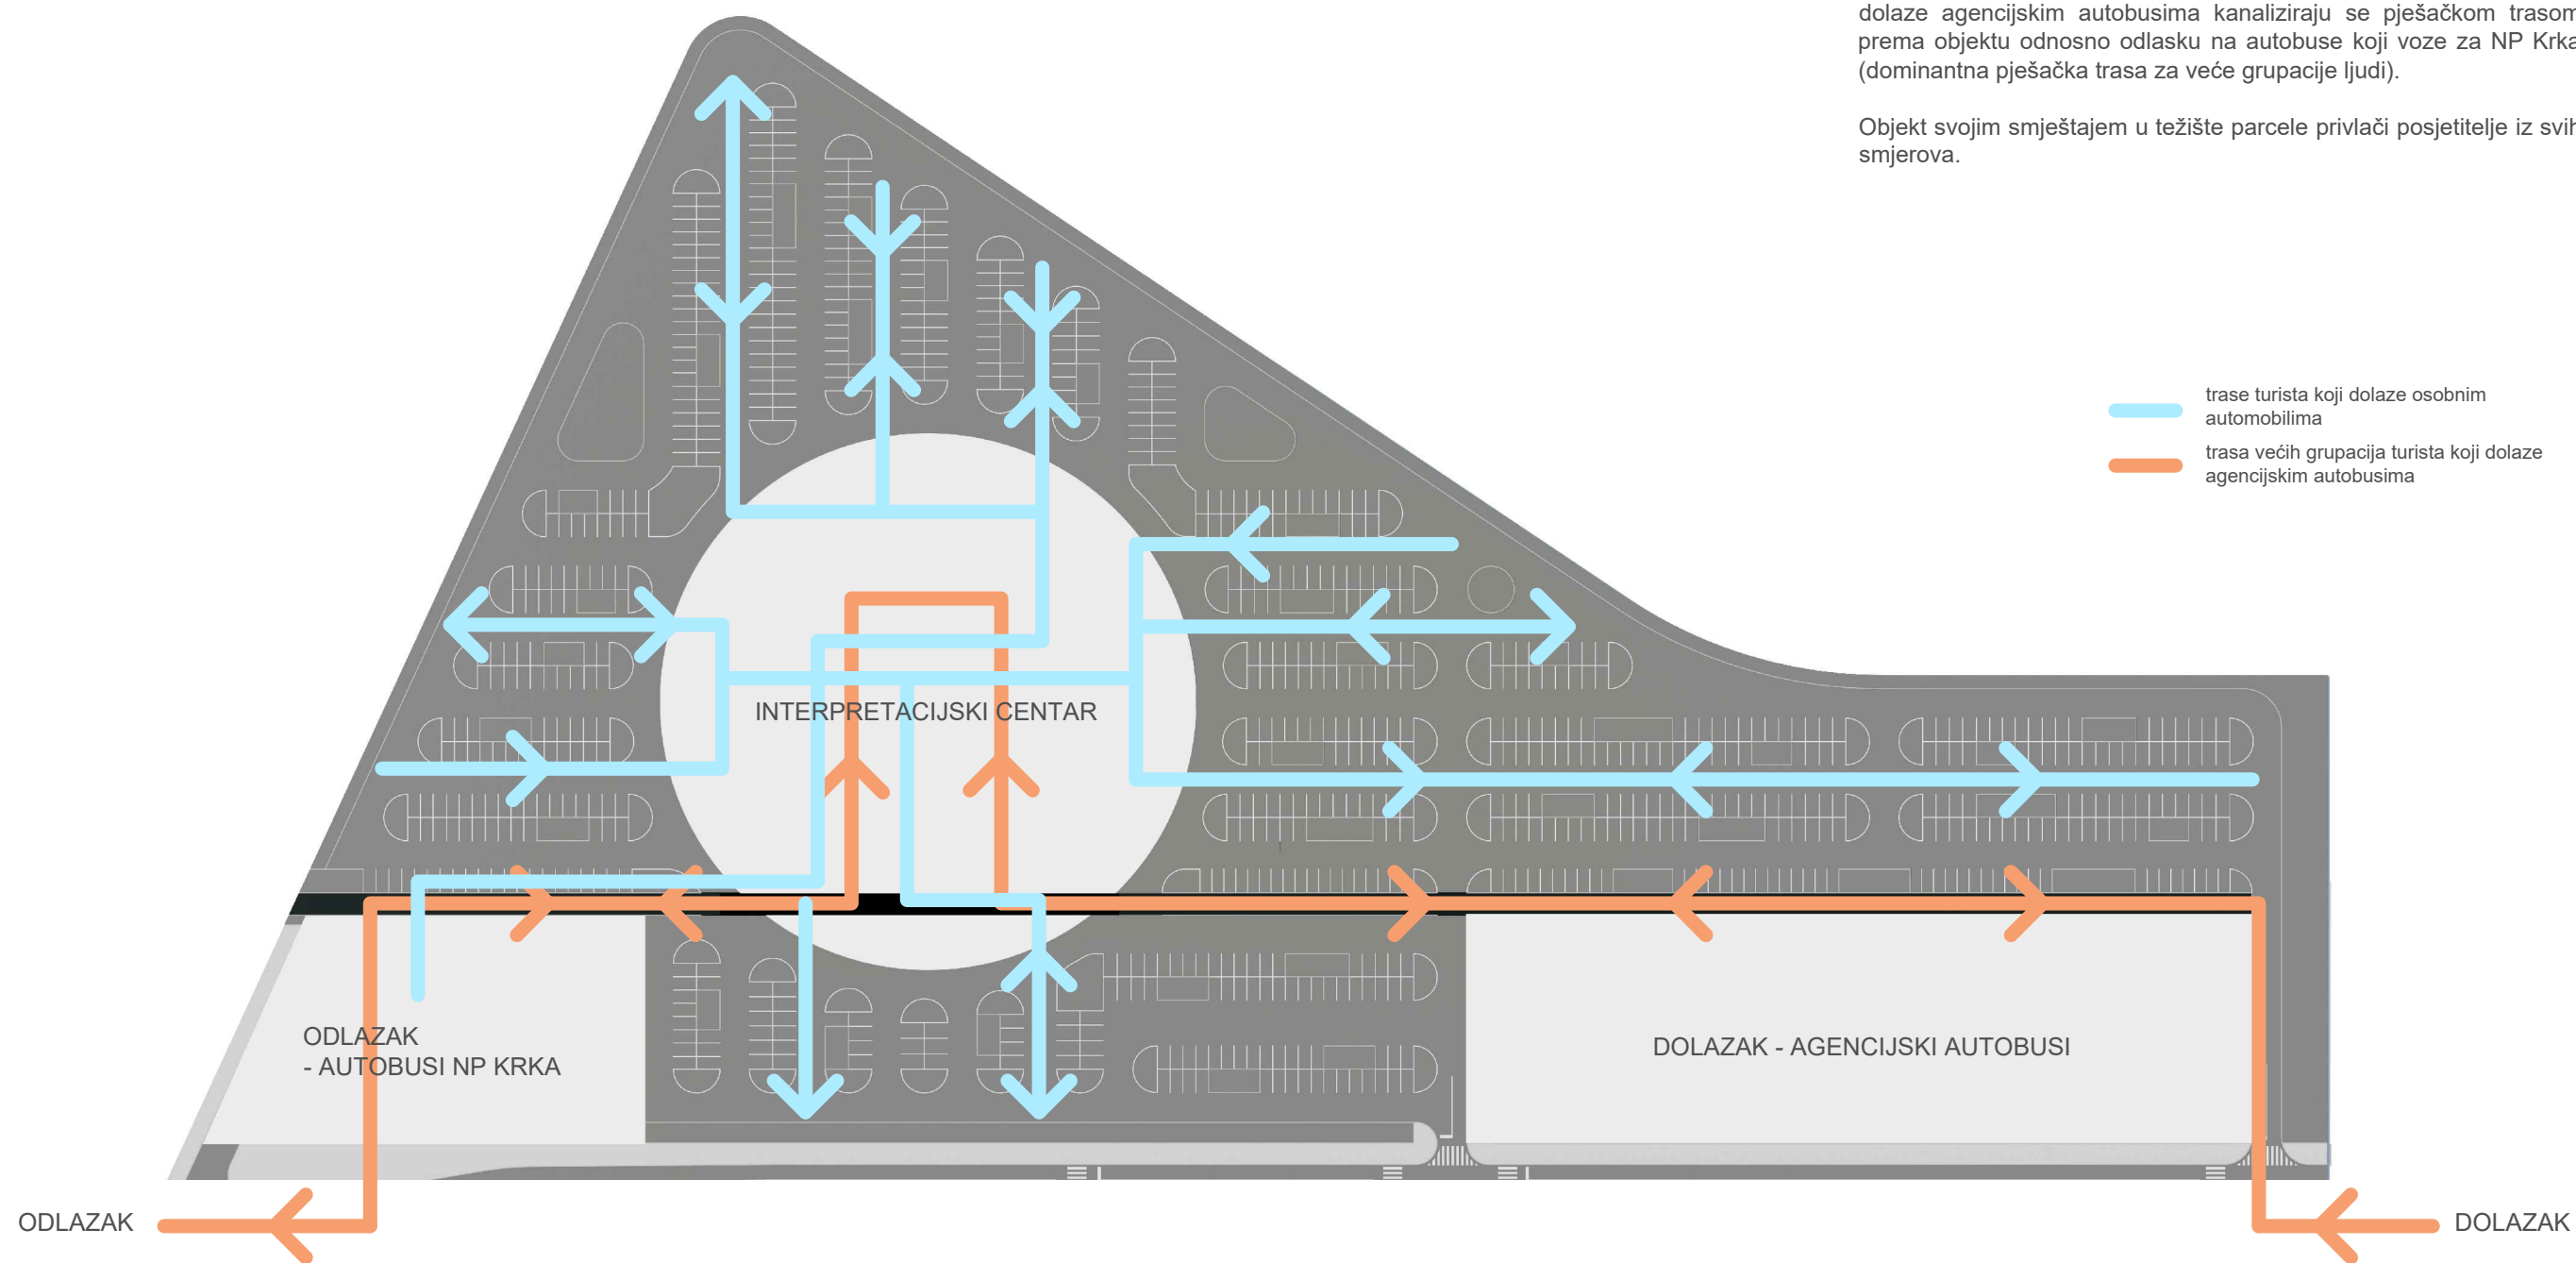 dolaze agencijskim autobusima kanaliziraju se pješačkom trasom
prema objektu odnosno odlasku na autobuse koji voze za NP Krka
(dominantna pješačka trasa za veće grupacije ljudi).
Objekt svojim smještajem u težište parcele privlači posjetitelje iz svih
smjerova.
trase turista koji dolaze osobnim
automobilima
trasa većih grupacija turista koji dolaze
agencijskim autobusima
INTERPRETACIJSKI CENTAR
ODLAZAK
- AUTOBUSI NP KRKA
DOLAZAK - AGENCIJSKI AUTOBUSI
ODLAZAK
DOLAZAK